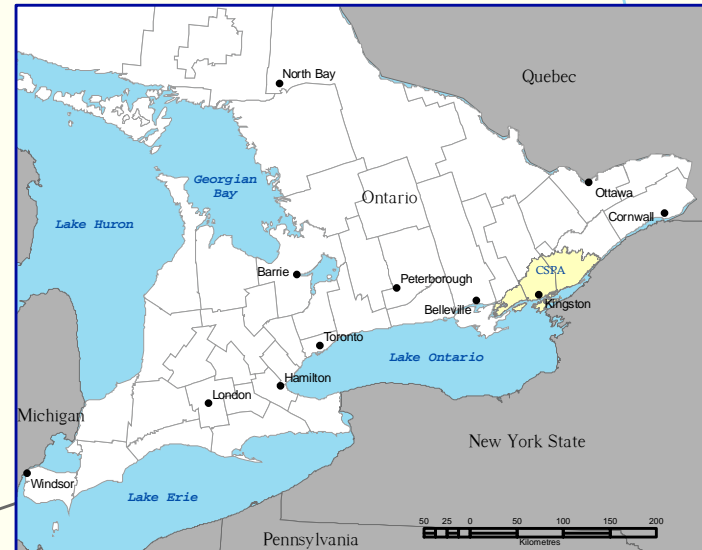 North Bay
Quebec
Georgian
Bay
Ontario
Ottawa
Cornwall
Lake Huron
CSPA
Barrie
Peterborough
Belleville
Kingston
Toronto
Lake Ontario
Hamilton
London
Michigan
New York State
Windsor
Lake Erie
Pennsylvania
50 25 0 50 100 150 200
Kilometres